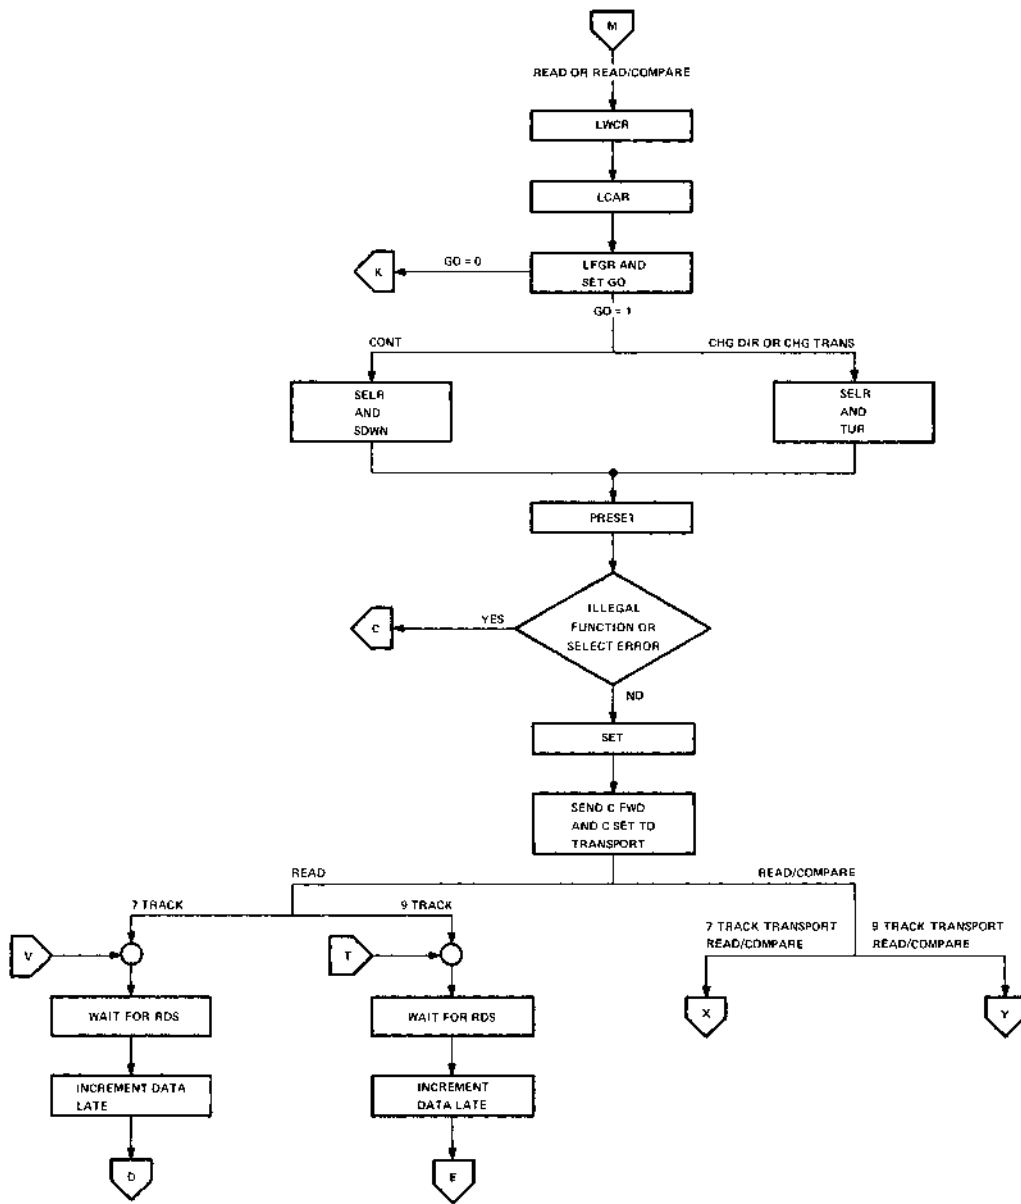 M
READ OR READ/COMPARE
LWCR
LCAR
K
GO = 0
LFGR AND
SET GO
GO = 1
CONT
CHG DIR OR CHG TRANS
SELR
AND
SDWN
SELR
AND
TUR
PRESET
C
YES
ILLEGAL
FUNCTION OR
SELECT ERROR
NO
SET
SEND C FWD
AND C SET TO
TRANSPORT
READ
READ/COMPARE
7 TRACK
9 TRACK
7 TRACK TRANSPORT
READ/COMPARE
9 TRACK TRANSPORT
READ/COMPARE
V
T
WAIT FOR RDS
WAIT FOR RDS
X
Y
INCREMENT DATA
LATE
INCREMENT
DATA LATE
D
E